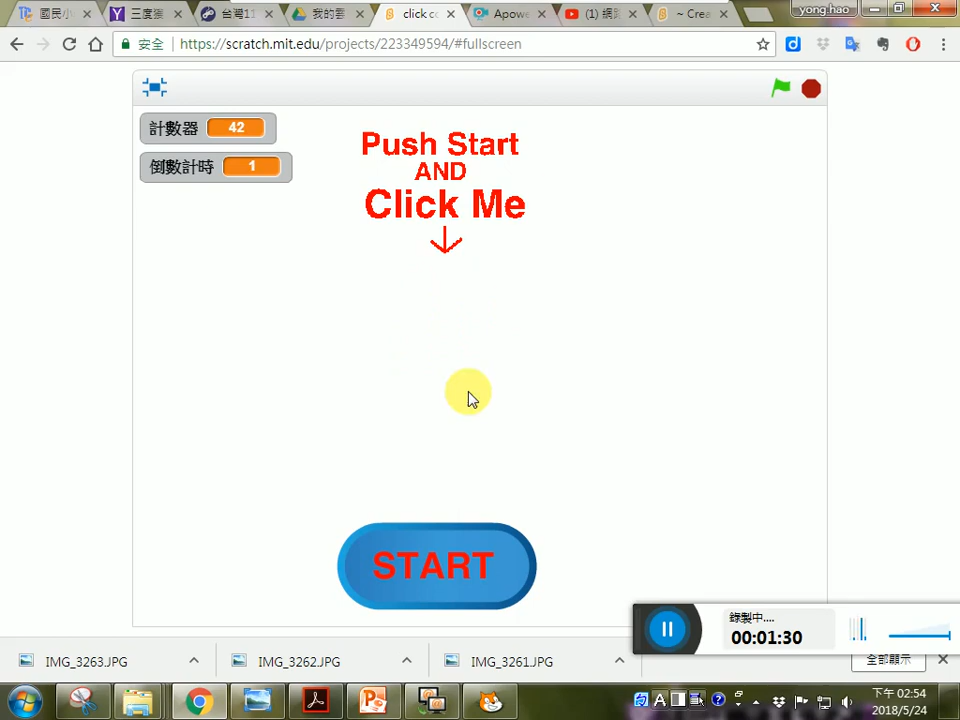 國民小
三度獲
台灣11
我的雲
click co
Apowe
(1) 網
~ Crea
yong.hao
安全
https://scratch.mit.edu/projects/223349594/#fullscreen
計數器 42
倒數計時 1
Push Start
AND
Click Me
START
錄製中....
00:01:30
IMG_3263.JPG
IMG_3262.JPG
IMG_3261.JPG
全部顯示
下午 02:54
2018/5/24